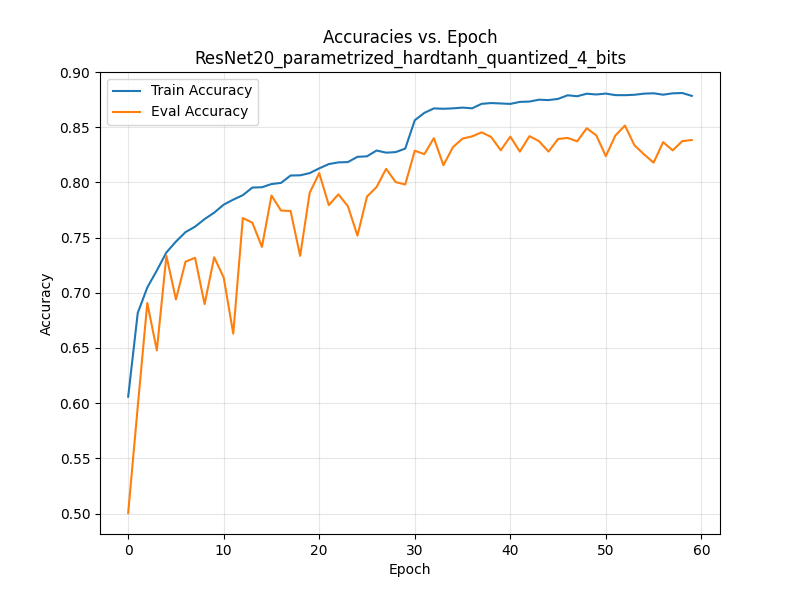 Accuracies vs. Epoch
ResNet20_parametrized_hardtanh_quantized_4_bits
Train Accuracy
Eval Accuracy
0.90
0.85
0.80
0.75
0.70
0.65
0.60
0.55
0.50
Accuracy
0 10 20 30 40 50 60
Epoch